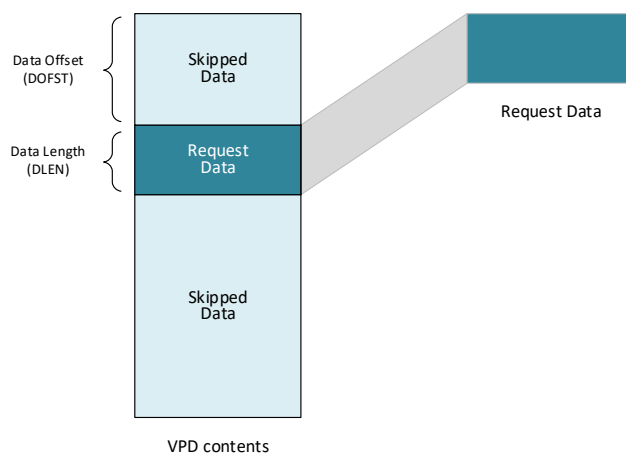 Data Offset
(DOFST)
Skipped
Data
Request Data
Data Length
(DLEN)
Request
Data
Skipped
Data
VPD contents